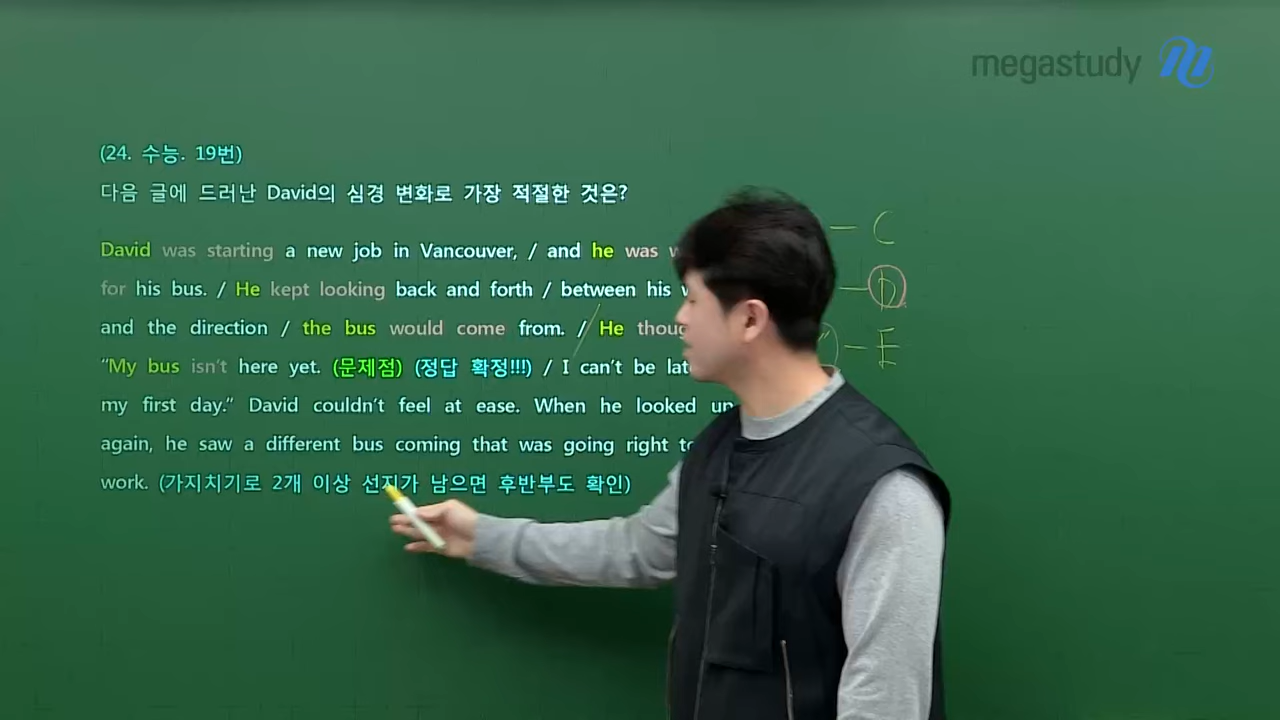 megastudy
(24. 수능. 19번)
다음 글에 드러난 David의 심경 변화로 가장 적절한 것은?
David was starting a new job in Vancouver, / and he was
for his bus. / He kept looking back and forth / between his
and the direction / the bus would come from. / He
"My bus isn't here yet. (문제점) (정답 확정!!!) / I can't be
my first day." David couldn't feel at ease. When he looked up
again, he saw a different bus coming that was going right
work. (가지치기로 2개 이상 선지가 남으면 후반부도 확인)
– C
– D
– E